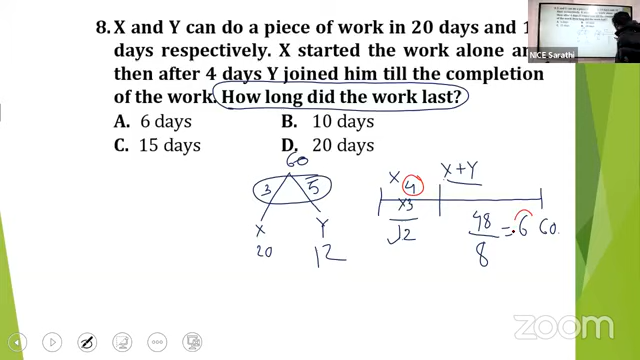 8. X and Y can do a piece of work in 20 days and 1
days respectively. X started the work alone and
then after 4 days Y joined him till the completion
of the work. How long did the work last?
A. 6 days B. 10 days
C. 15 days D. 20 days
60
3 5
X Y
20 12
X 4 X+Y
x3
12
48
8
= 6 60
NICE Sarathi
zoom